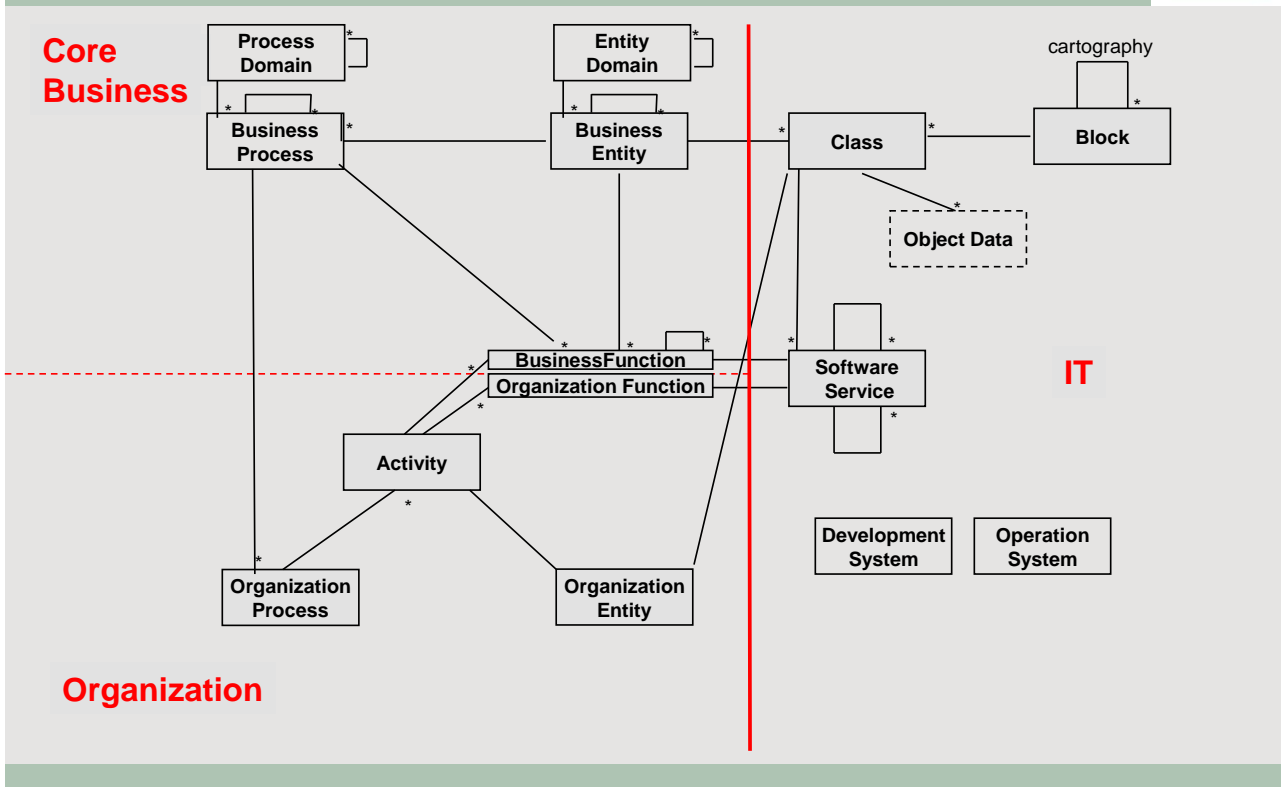 Core
Business
Process
Domain
*
Entity
Domain
*
cartography
*
*
*
Business
Process
*
*
*
Business
Entity
*
Class
*
Block
*
Object Data
*
*
*
BusinessFunction
*
*
Organization Function
*
Software
Service
*
*
IT
Activity
*
Development
System
Operation
System
*
Organization
Process
Organization
Entity
Organization